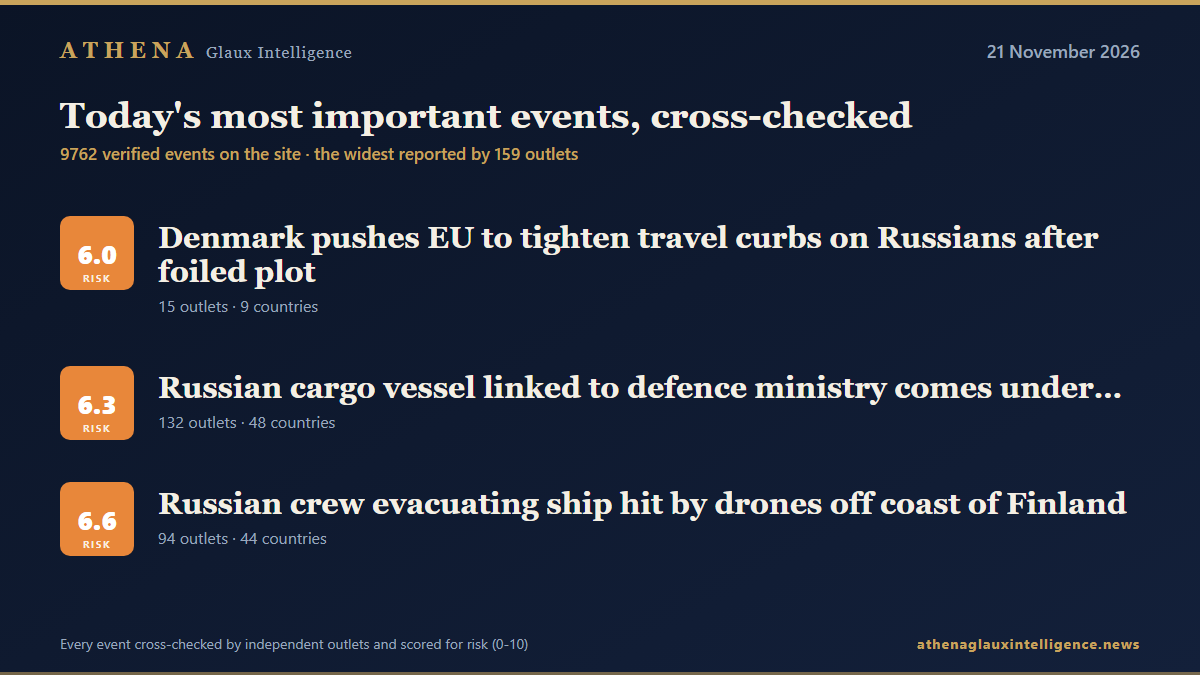 ATHENA Glaux Intelligence
21 November 2026
Today's most important events, cross-checked
9762 verified events on the site · the widest reported by 159 outlets
6.0
RISK
Denmark pushes EU to tighten travel curbs on Russians after
foiled plot
15 outlets · 9 countries
6.3
RISK
Russian cargo vessel linked to defence ministry comes under...
132 outlets · 48 countries
6.6
RISK
Russian crew evacuating ship hit by drones off coast of Finland
94 outlets · 44 countries
Every event cross-checked by independent outlets and scored for risk (0-10)
athenaglauxintelligence.news